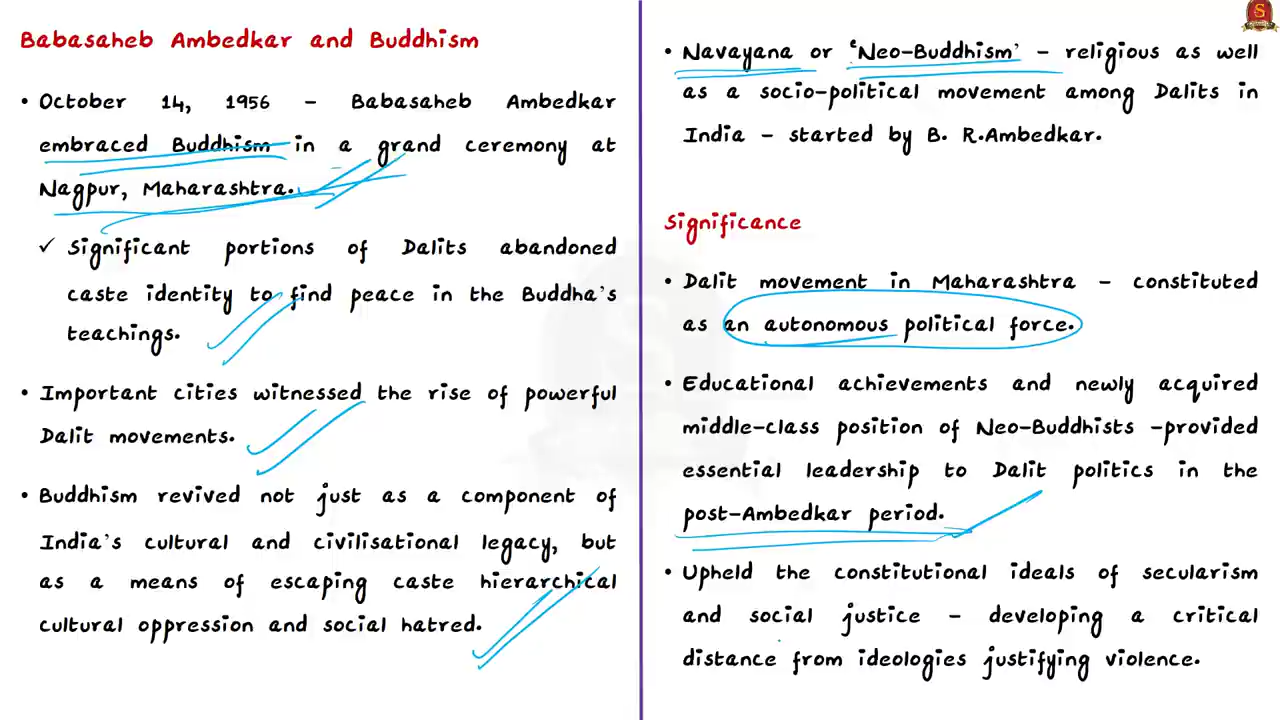 Babasaheb Ambedkar and Buddhism
• October 14, 1956 – Babasaheb Ambedkar
embraced Buddhism in a grand ceremony at
Nagpur, Maharashtra.
✓ Significant portions of Dalits abandoned
caste identity to find peace in the Buddha's
teachings.
• Important cities witnessed the rise of powerful
Dalit movements.
• Buddhism revived not just as a component of
India's cultural and civilisational legacy, but
as a means of escaping caste hierarchical
cultural oppression and social hatred.
• Navayana or 'Neo-Buddhism' – religious as well
as a socio-political movement among Dalits in
India – started by B. R.Ambedkar.
Significance
• Dalit movement in Maharashtra – constituted
as an autonomous political force.
• Educational achievements and newly acquired
middle-class position of Neo-Buddhists -provided
essential leadership to Dalit politics in the
post-Ambedkar period.
• Upheld the constitutional ideals of secularism
and social justice – developing a critical
distance from ideologies justifying violence.